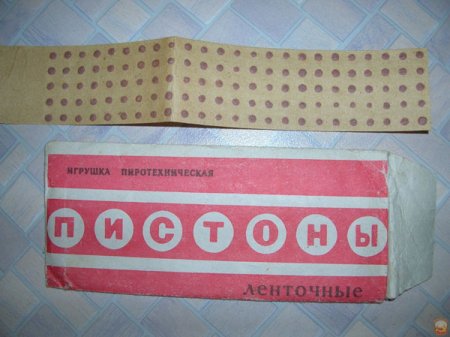 ИГРУШКА ПИРОТЕХНИЧЕСКАЯ
ПИСТОНЫ
ленточные